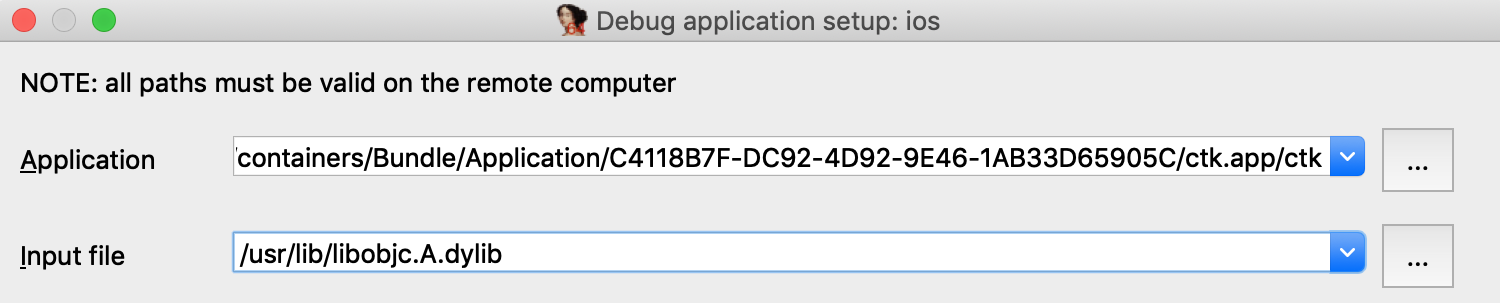 Debug application setup: ios
NOTE: all paths must be valid on the remote computer
Application
containers/Bundle/Application/C4118B7F-DC92-4D92-9E46-1AB33D65905C/ctk.app/ctk
...
Input file
/usr/lib/libobjc.A.dylib
...